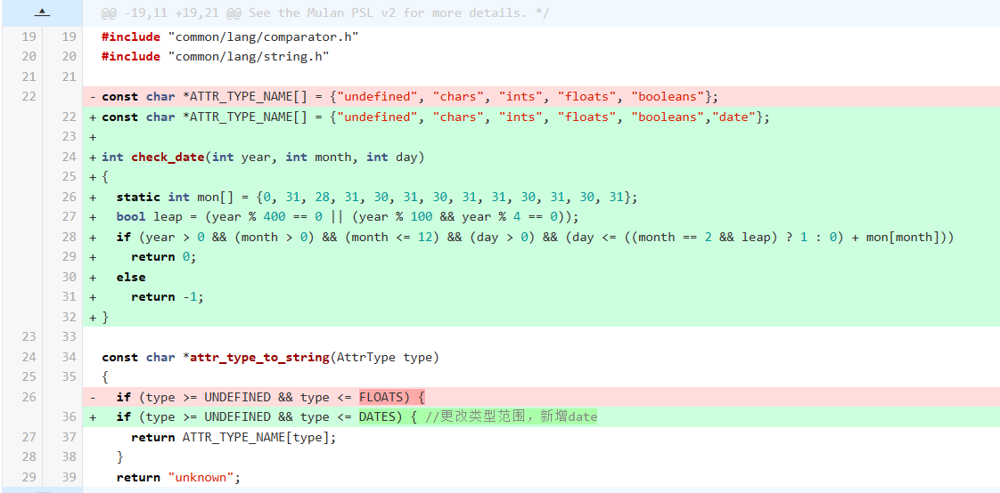 @@ -19,11 +19,21 @@ See the Mulan PSL v2 for more details. */
19 19 #include "common/lang/comparator.h"
20 20 #include "common/lang/string.h"
21 21
22 - const char *ATTR_TYPE_NAME[] = {"undefined", "chars", "ints", "floats", "booleans"};
22 + const char *ATTR_TYPE_NAME[] = {"undefined", "chars", "ints", "floats", "booleans","date"};
23 +
24 + int check_date(int year, int month, int day)
25 + {
26 + static int mon[] = {0, 31, 28, 31, 30, 31, 30, 31, 31, 30, 31, 30, 31};
27 + bool leap = (year % 400 == 0 || (year % 100 && year % 4 == 0));
28 + if (year > 0 && (month > 0) && (month <= 12) && (day > 0) && (day <= ((month == 2 && leap) ? 1 : 0) + mon[month]))
29 + return 0;
30 + else
31 + return -1;
32 + }
23 33
24 34 const char *attr_type_to_string(AttrType type)
25 35 {
26 - if (type >= UNDEFINED && type <= FLOATS) {
36 + if (type >= UNDEFINED && type <= DATES) { //更改类型范围，新增date
27 37 return ATTR_TYPE_NAME[type];
28 38 }
29 39 return "unknown";